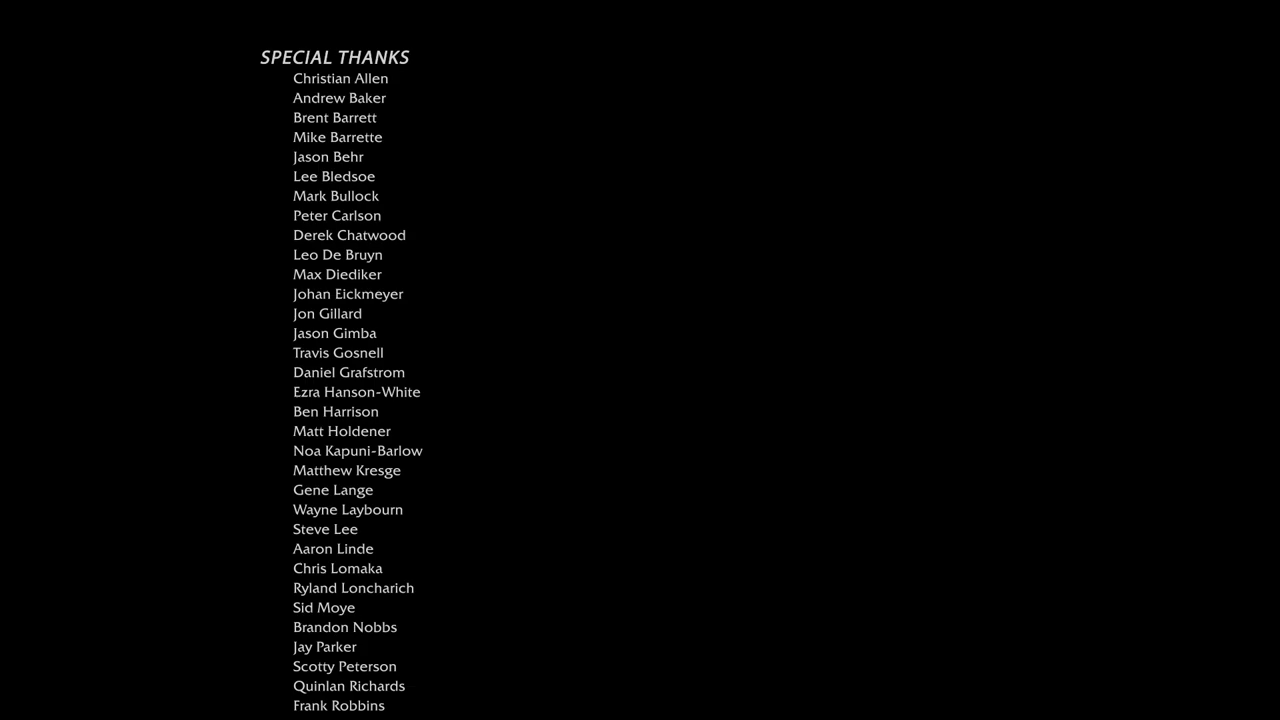 SPECIAL THANKS
Christian Allen
Andrew Baker
Brent Barrett
Mike Barrette
Jason Behr
Lee Bledsoe
Mark Bullock
Peter Carlson
Derek Chatwood
Leo De Bruyn
Max Diediker
Johan Eickmeyer
Jon Gillard
Jason Gimba
Travis Gosnell
Daniel Grafstrom
Ezra Hanson-White
Ben Harrison
Matt Holdener
Noa Kapuni-Barlow
Matthew Kresge
Gene Lange
Wayne Laybourn
Steve Lee
Aaron Linde
Chris Lomaka
Ryland Loncharich
Sid Moye
Brandon Nobbs
Jay Parker
Scotty Peterson
Quinlan Richards
Frank Robbins